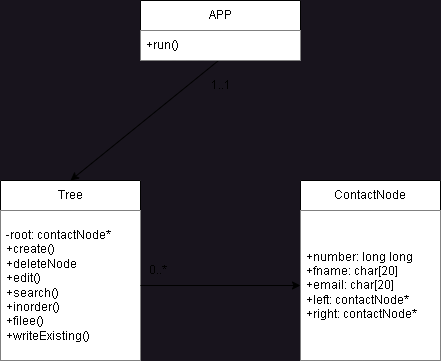 APP
+run()
1..1
Tree
-root: contactNode*
+create()
+deleteNode
+edit()
+search()
+inorder()
+filee()
+writeExisting()
0..*
ContactNode
+number: long long
+fname: char[20]
+email: char[20]
+left: contactNode*
+right: contactNode*